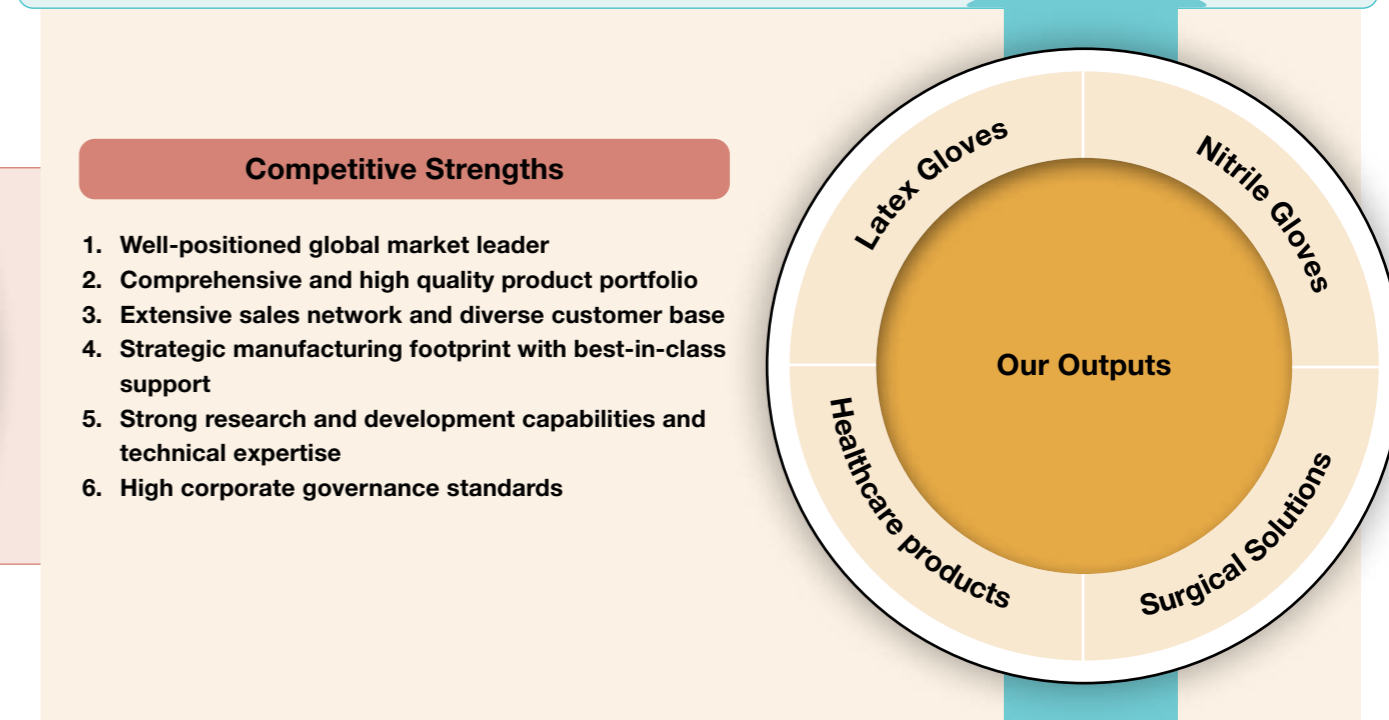 Competitive Strengths
1. Well-positioned global market leader
2. Comprehensive and high quality product portfolio
3. Extensive sales network and diverse customer base
4. Strategic manufacturing footprint with best-in-class
support
5. Strong research and development capabilities and
technical expertise
6. High corporate governance standards
Latex Gloves
Nitrile Gloves
Our Outputs
Healthcare products
Surgical Solutions